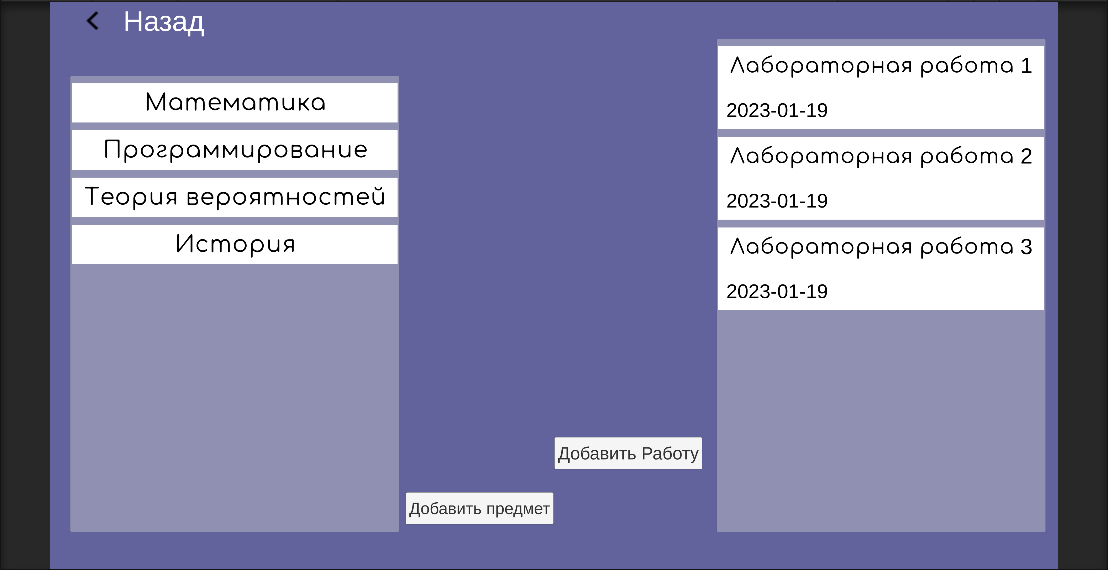 Назад
Математика
Программирование
Теория вероятностей
История
Лабораторная работа 1
2023-01-19
Лабораторная работа 2
2023-01-19
Лабораторная работа 3
2023-01-19
Добавить Работу
Добавить предмет